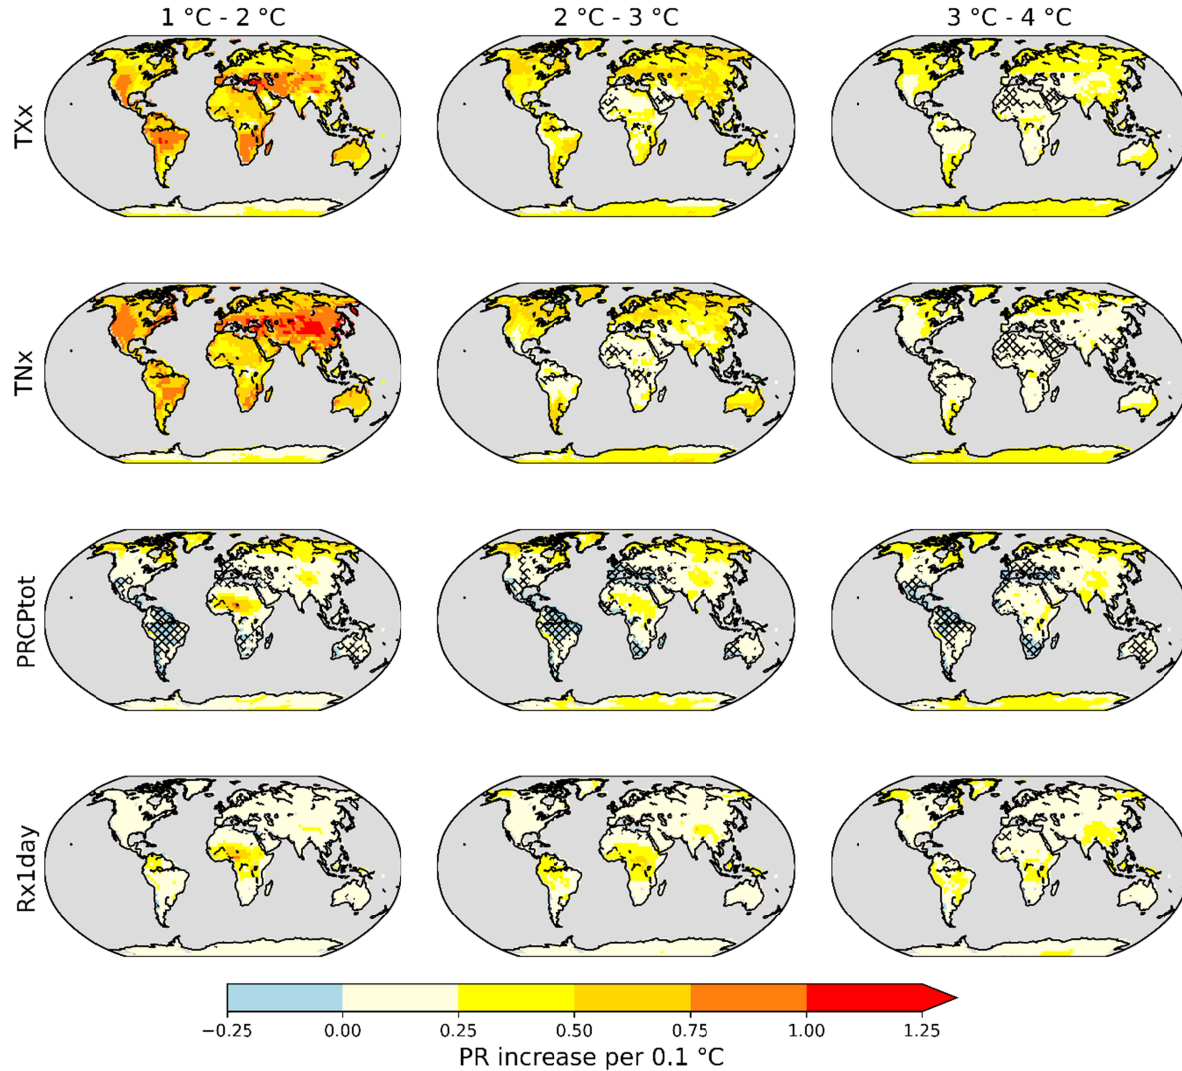 1 °C - 2 °C
2 °C - 3 °C
3 °C - 4 °C
TXx
TNx
PRCPtot
Rx1day
−0.25
0.00
0.25
0.50
0.75
1.00
1.25
PR increase per 0.1 °C